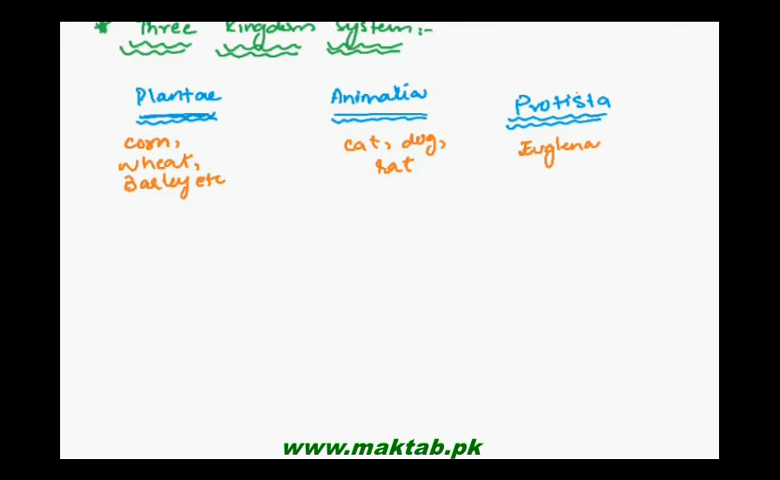 * Three Kingdom System:-
Plantae
Animalia
Protista
corn,
wheat,
Barley etc
cat, dog,
rat
Euglena
www.maktab.pk